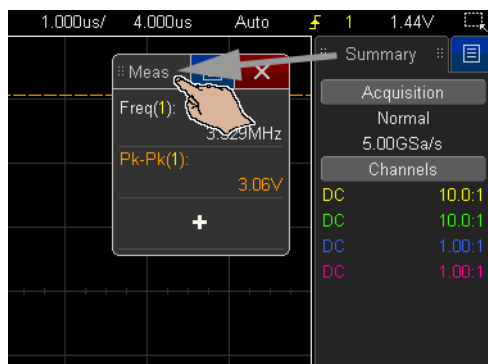 1.000us/ 4.000us Auto 1 1.44V
Meas
Summary
Freq(1):
3.329MHz
Pk-Pk(1):
3.06V
+
Acquisition
Normal
5.00GSa/s
Channels
DC 10.0:1
DC 10.0:1
DC 1.00:1
DC 1.00:1